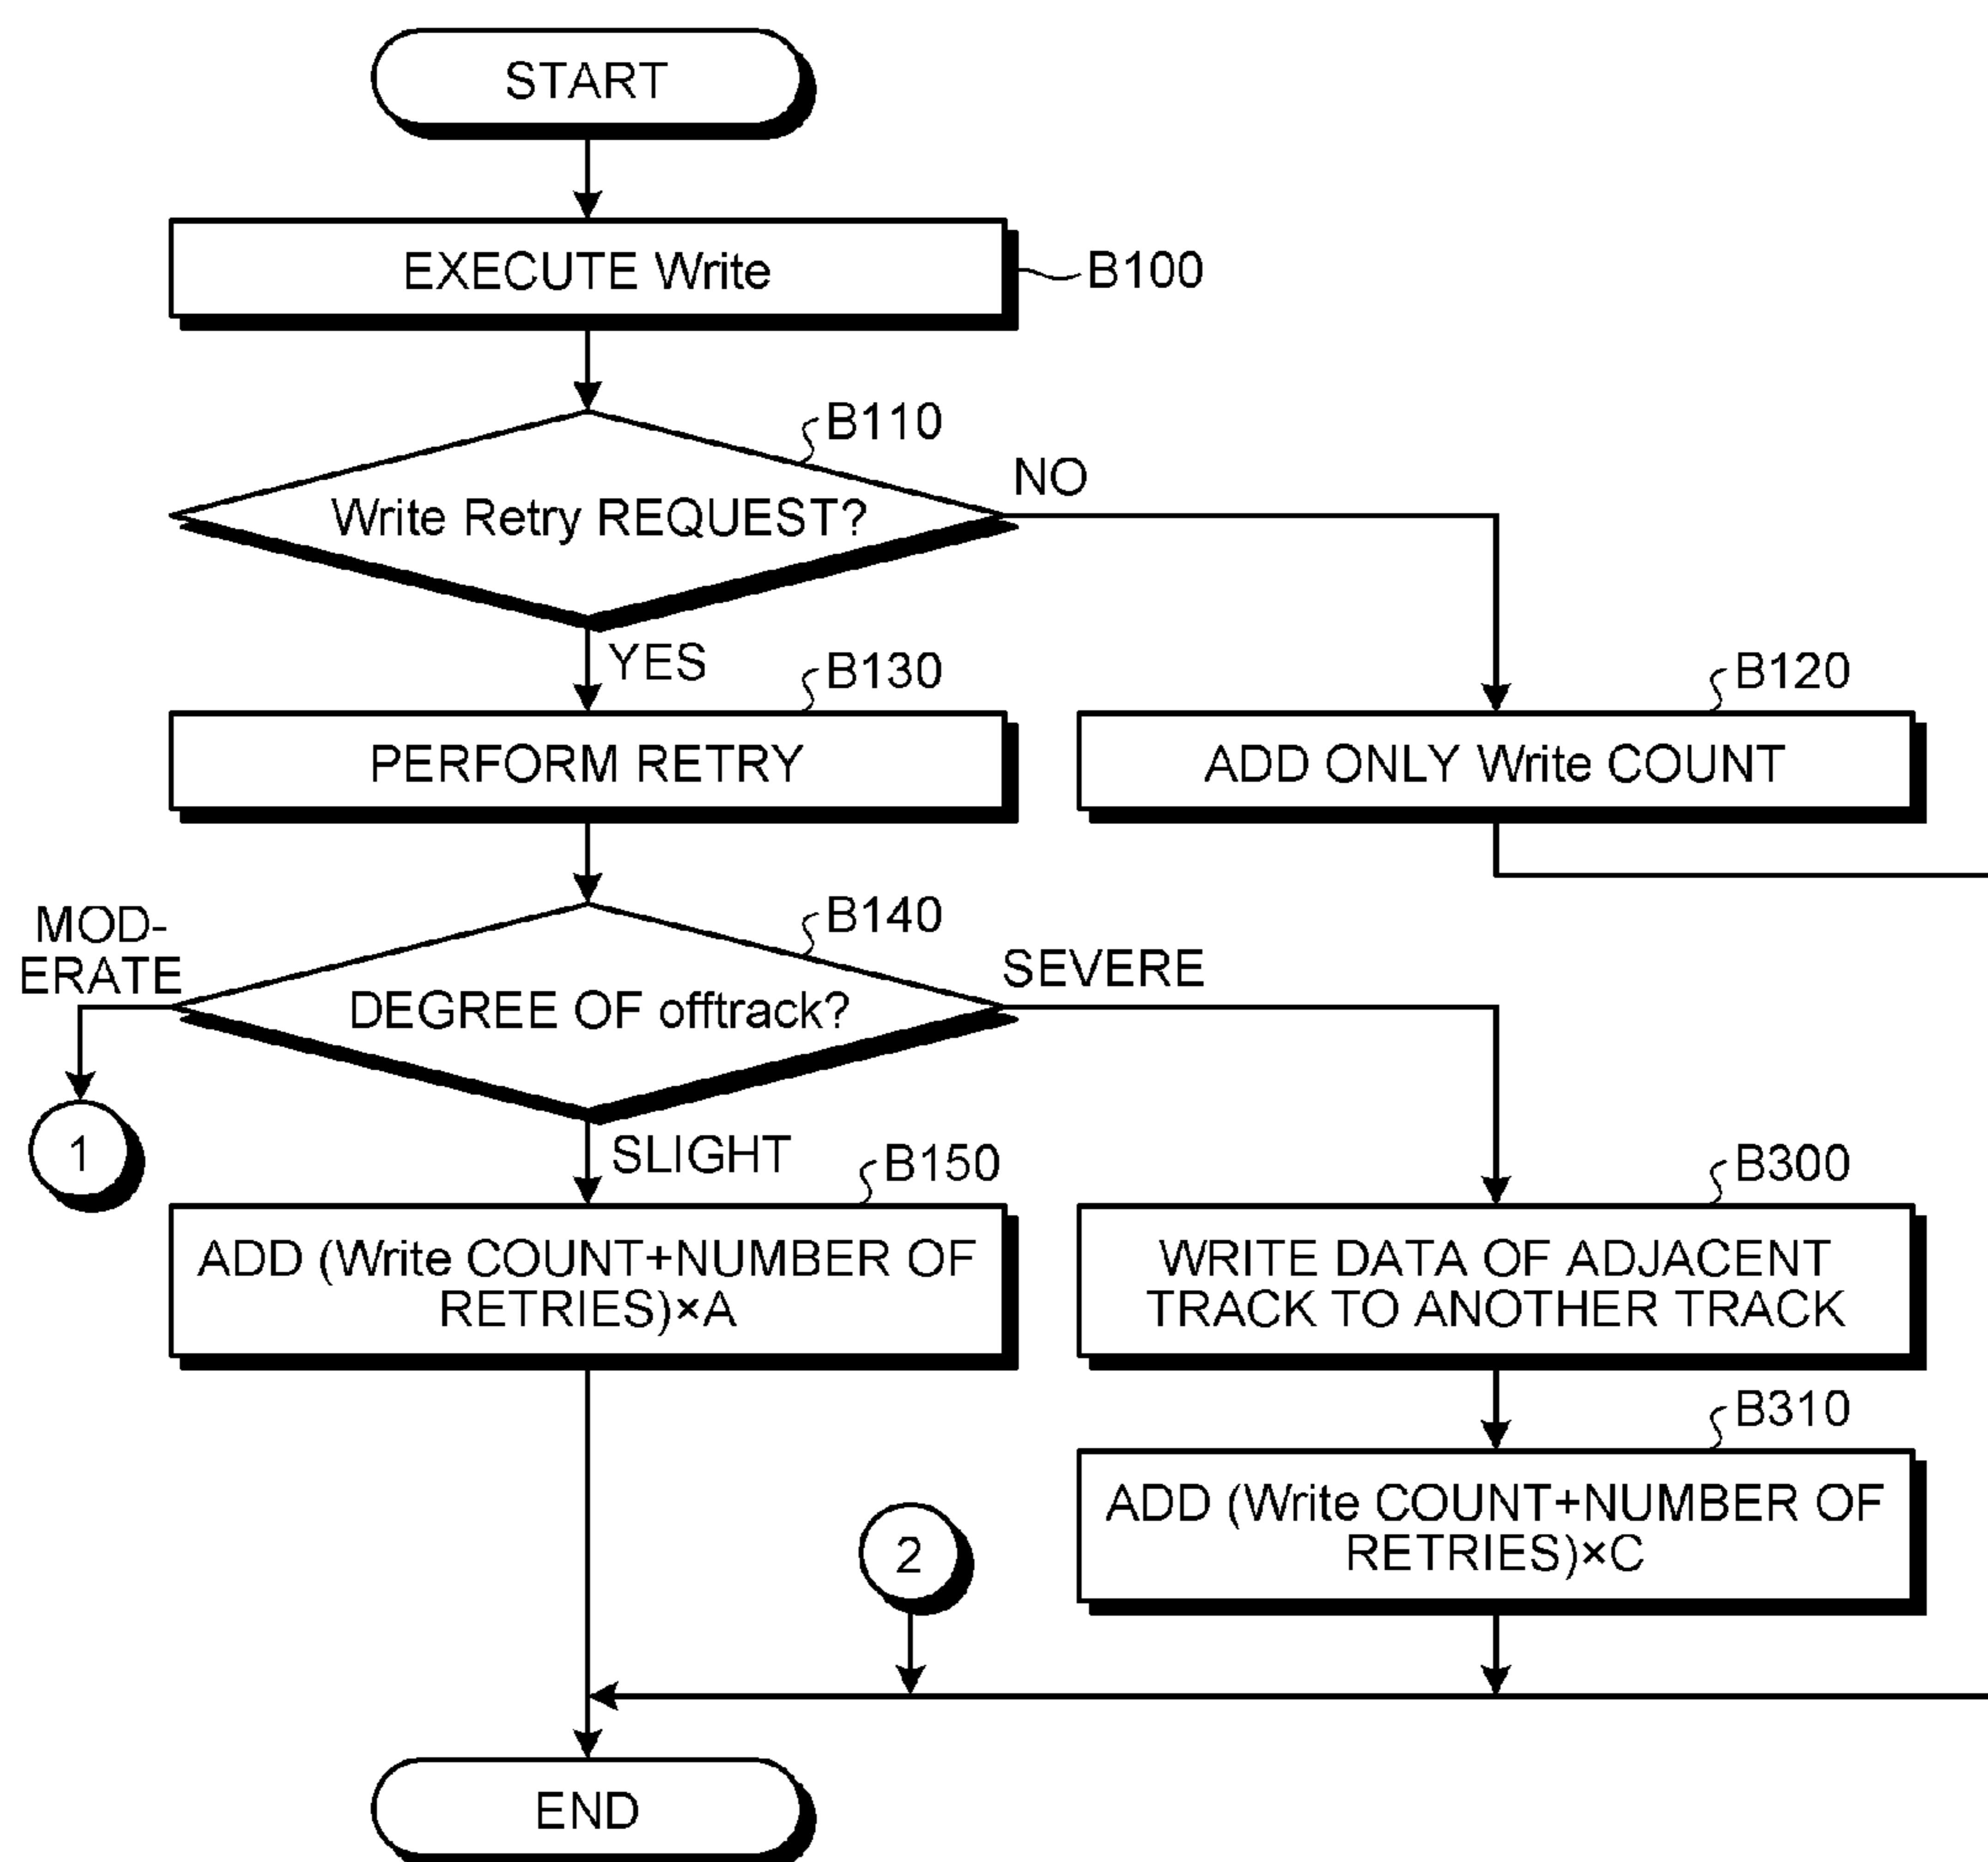 START
EXECUTE Write
B100
B110
Write Retry REQUEST?
NO
YES
B130
PERFORM RETRY
B120
ADD ONLY Write COUNT
B140
MOD-
ERATE
DEGREE OF offtrack?
SEVERE
1
SLIGHT
B150
ADD (Write COUNT+NUMBER OF
RETRIES)×A
B300
WRITE DATA OF ADJACENT
TRACK TO ANOTHER TRACK
B310
ADD (Write COUNT+NUMBER OF
RETRIES)×C
2
END